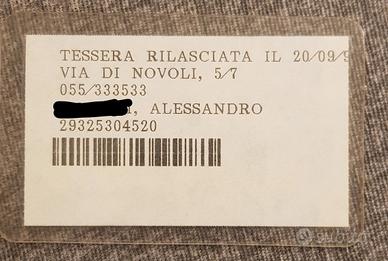 TESSERA RILASCIATA IL 20/09/9
VIA DI NOVOLI, 5/7
055/333533
, ALESSANDRO
29325304520